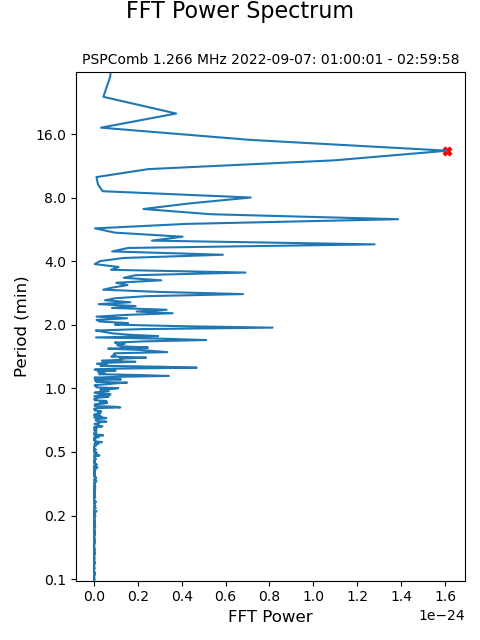 FFT Power Spectrum
PSPComb 1.266 MHz 2022-09-07: 01:00:01 - 02:59:58
16.0
8.0
4.0
2.0
1.0
0.5
0.2
0.1
Period (min)
0.0 0.2 0.4 0.6 0.8 1.0 1.2 1.4 1.6
1e−24
FFT Power